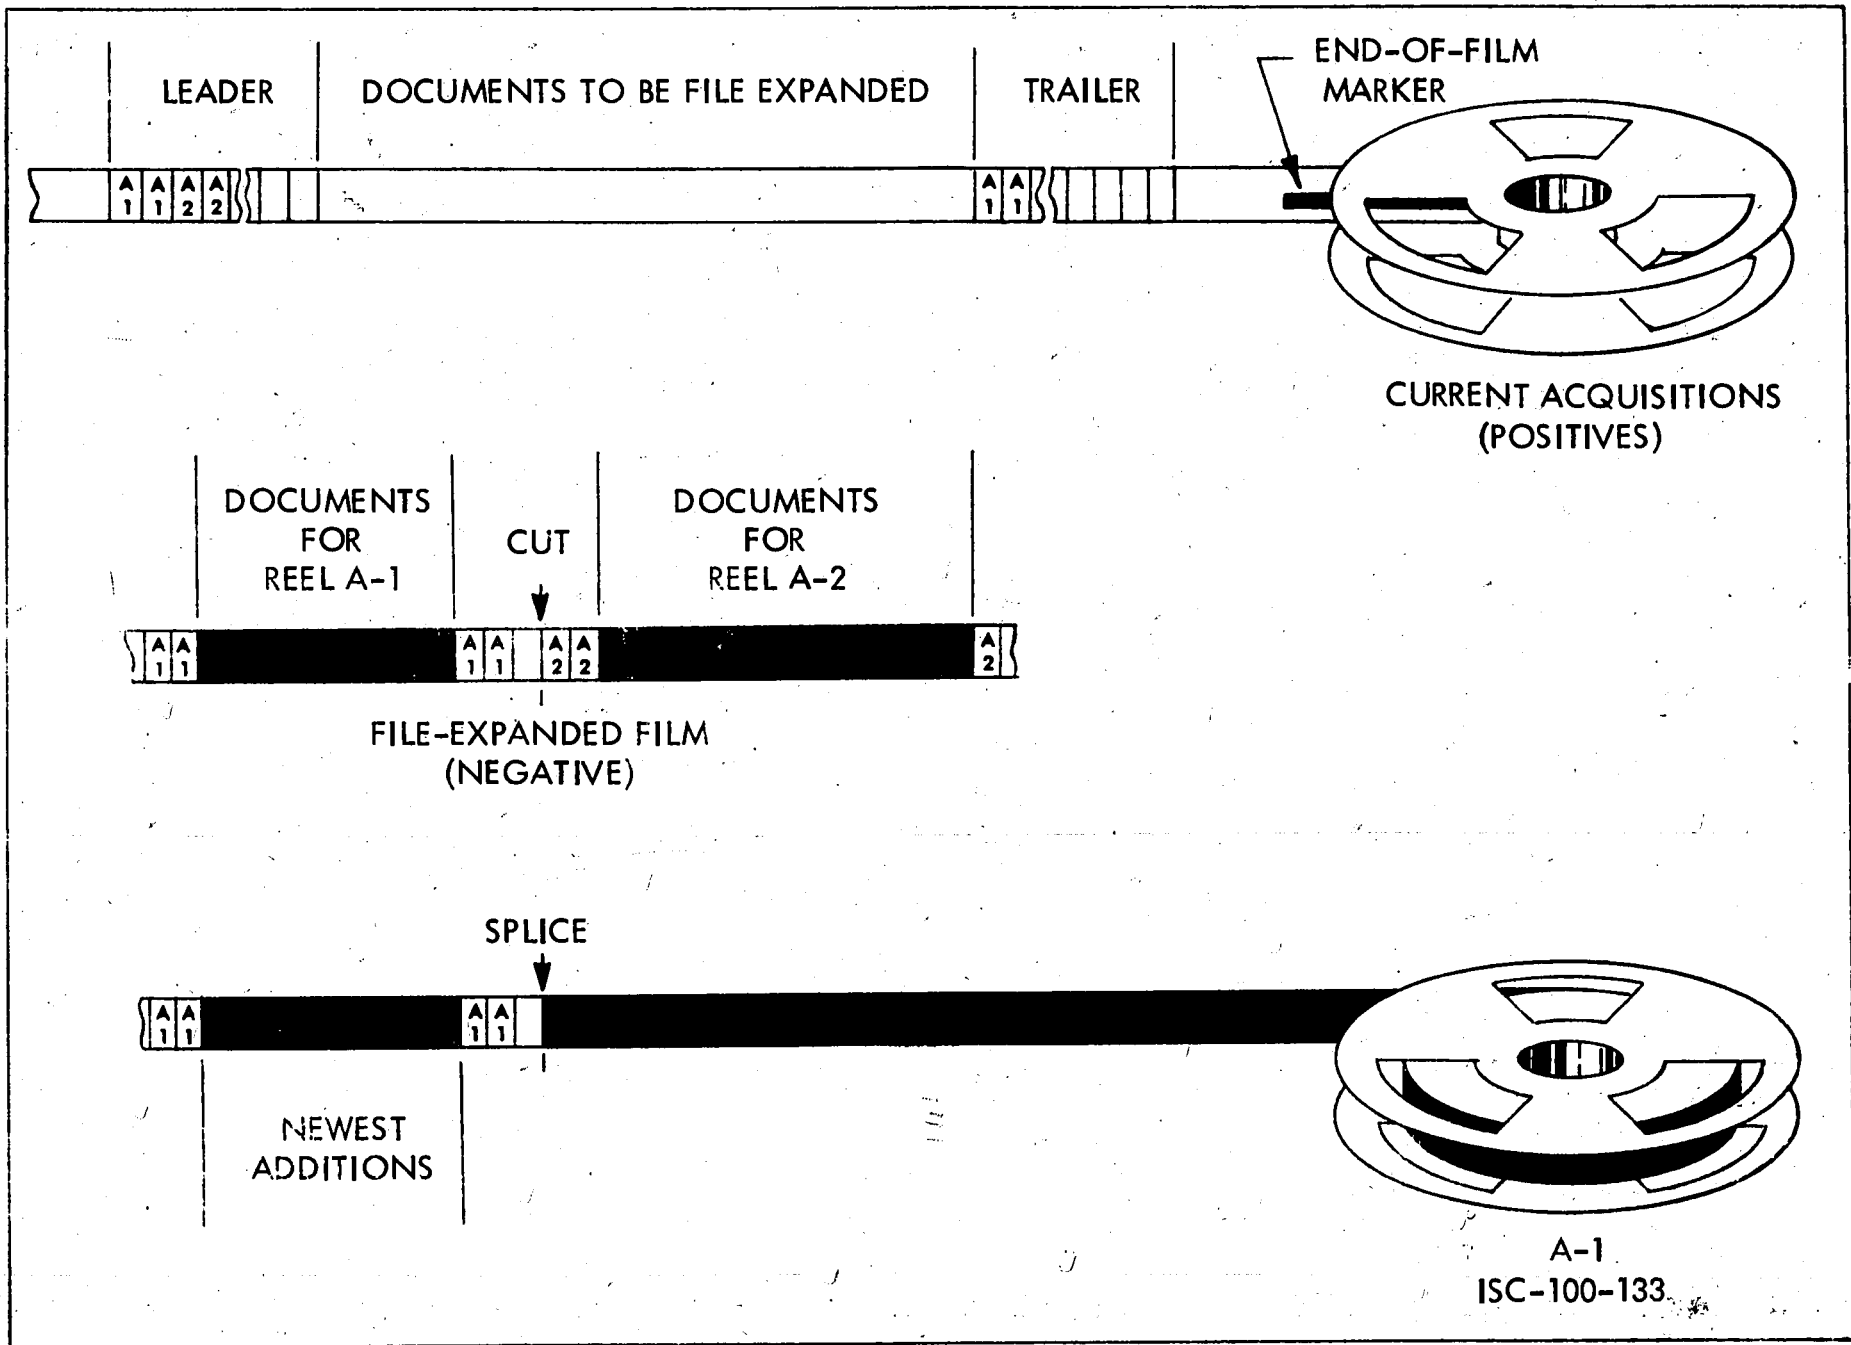 LEADER
DOCUMENTS TO BE FILE EXPANDED
TRAILER
END-OF-FILM
MARKER
A A A A
1 1 2 2
A A
1 1
CURRENT ACQUISITIONS
(POSITIVES)
DOCUMENTS
FOR
REEL A-1
CUT
DOCUMENTS
FOR
REEL A-2
A A
1 1
A A A A
1 1 2 2
A
2
FILE-EXPANDED FILM
(NEGATIVE)
SPLICE
A A
1 1
A A
1 1
NEWEST
ADDITIONS
A-1
ISC-100-133